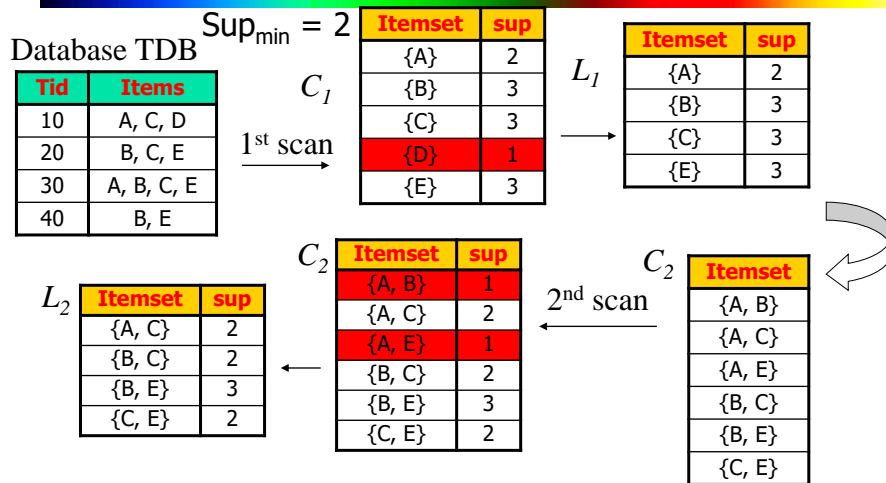 Sup_min = 2
Database TDB
Tid Items
10 A, C, D
20 B, C, E
30 A, B, C, E
40 B, E
1st scan
C1
Itemset sup
{A} 2
{B} 3
{C} 3
{D} 1
{E} 3
L1
Itemset sup
{A} 2
{B} 3
{C} 3
{E} 3
C2
Itemset
{A, B}
{A, C}
{A, E}
{B, C}
{B, E}
{C, E}
2nd scan
C2
Itemset sup
{A, B} 1
{A, C} 2
{A, E} 1
{B, C} 2
{B, E} 3
{C, E} 2
L2
Itemset sup
{A, C} 2
{B, C} 2
{B, E} 3
{C, E} 2